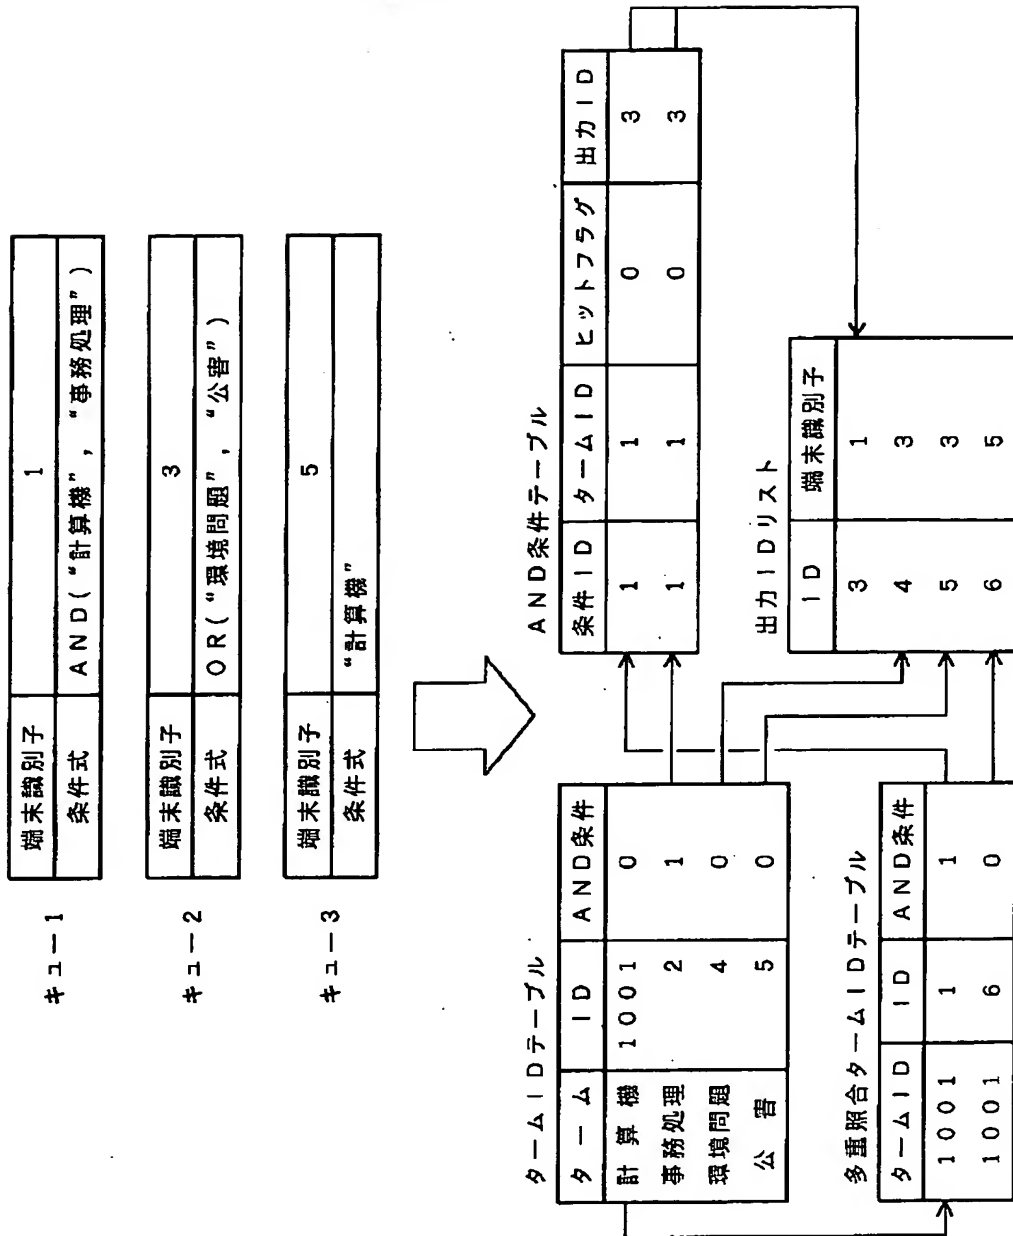 キュー1
端末識別子 1
条件式 AND(“計算機”, “事務処理”)
キュー2
端末識別子 3
条件式 OR(“環境問題”, “公害”)
キュー3
端末識別子 5
条件式 “計算機”
タームIDテーブル
ターム ID AND条件
計算機 1001 0
事務処理 2 1
環境問題 4 0
公害 5 0
多重照合タームIDテーブル
タームID ID AND条件
1001 1 1
1001 6 0
AND条件テーブル
条件ID タームID ヒットフラグ 出力ID
1 1 0 3
1 1 0 3
出力IDリスト
ID 端末識別子
3 1
4 3
5 3
6 5